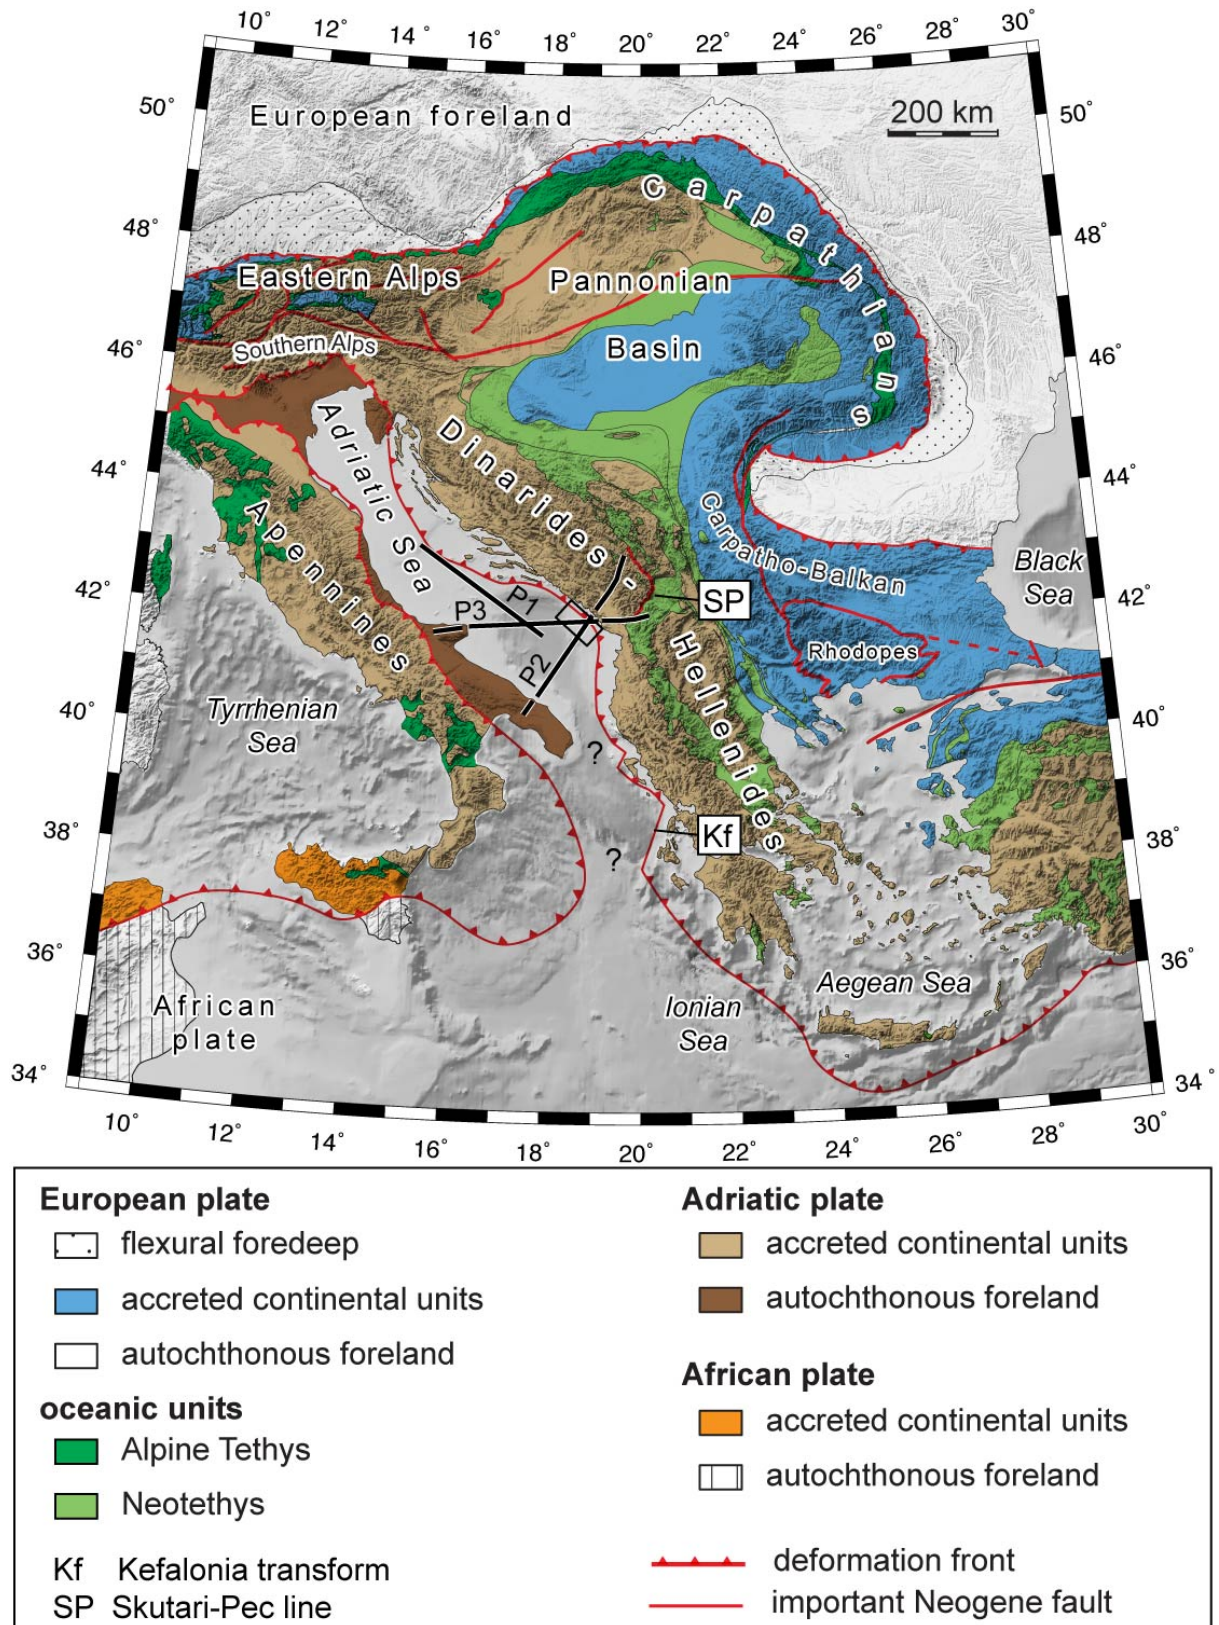 10° 12° 14° 16° 18° 20° 22° 24° 26° 28° 30°
50° 50°
European foreland
200 km
Carpathians
48° 48°
Eastern Alps
Pannonian
Basin
46° 46°
Southern Alps
Adriatic Sea
Dinarides -
Hellenides
44° 44°
Apennines
Carpatho-Balkan
Black
Sea
42° 42°
P1
P3
P2
SP
Rhodopes
40° 40°
Tyrrhenian
Sea
?
38° 38°
Kf
?
36° 36°
Aegean Sea
Ionian
Sea
African
plate
34° 34°
10° 12° 14° 16° 18° 20° 22° 24° 26° 28° 30°
European plate
flexural foredeep
accreted continental units
autochthonous foreland
oceanic units
Alpine Tethys
Neotethys
Kf Kefalonia transform
SP Skutari-Pec line
Adriatic plate
accreted continental units
autochthonous foreland
African plate
accreted continental units
autochthonous foreland
deformation front
important Neogene fault